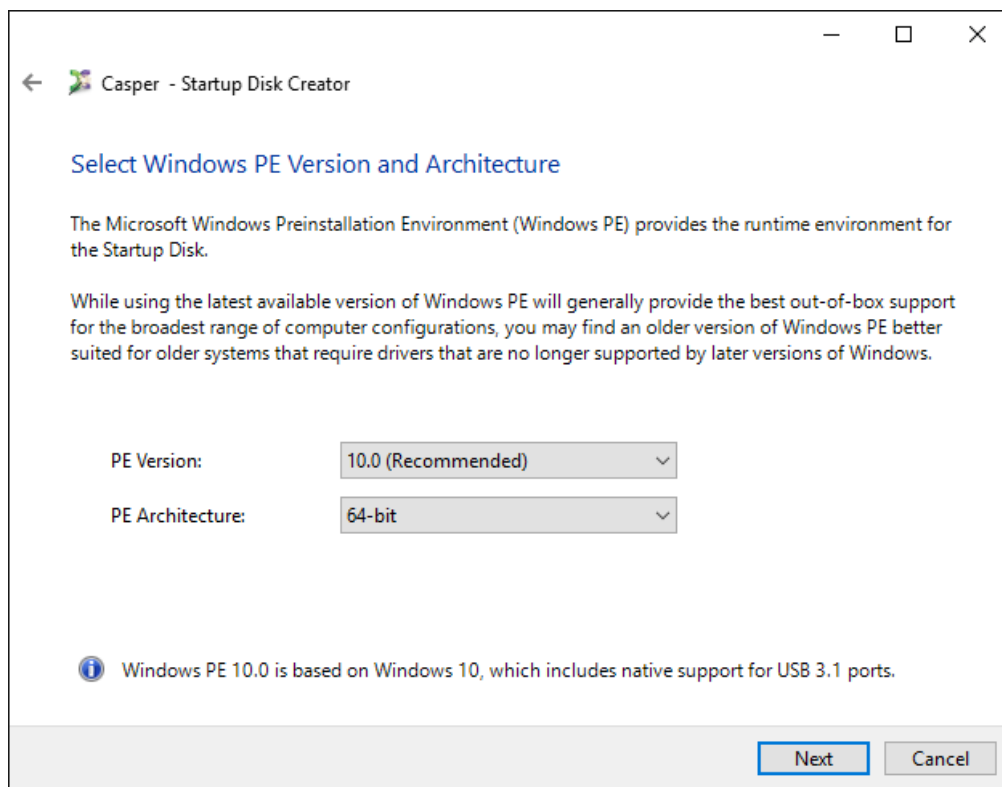 Casper - Startup Disk Creator
Select Windows PE Version and Architecture
The Microsoft Windows Preinstallation Environment (Windows PE) provides the runtime environment for
the Startup Disk.
While using the latest available version of Windows PE will generally provide the best out-of-box support
for the broadest range of computer configurations, you may find an older version of Windows PE better
suited for older systems that require drivers that are no longer supported by later versions of Windows.
PE Version: 10.0 (Recommended)
PE Architecture: 64-bit
Windows PE 10.0 is based on Windows 10, which includes native support for USB 3.1 ports.
Next Cancel